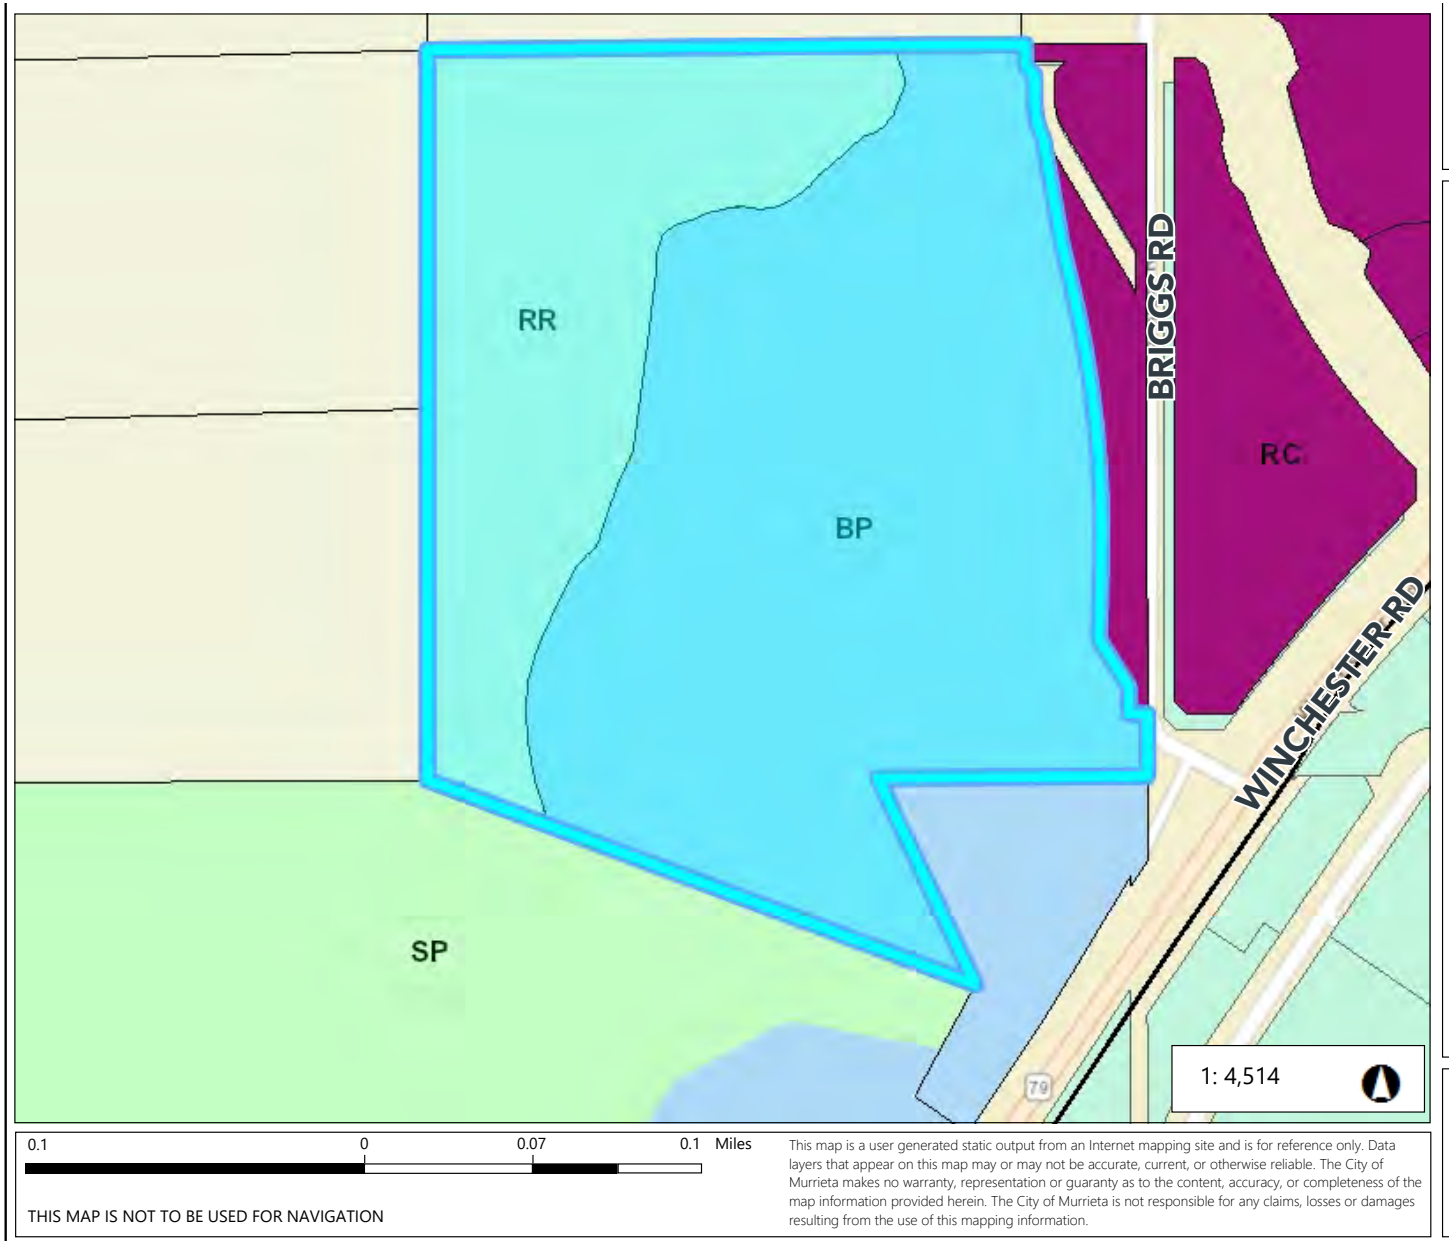 RR
BRIGGS RD
RC
BP
WINCHESTER RD
SP
79
1: 4,514
0.1 0 0.07 0.1 Miles
THIS MAP IS NOT TO BE USED FOR NAVIGATION
This map is a user generated static output from an Internet mapping site and is for reference only. Data
layers that appear on this map may or may not be accurate, current, or otherwise reliable. The City of
Murrieta makes no warranty, representation or guaranty as to the content, accuracy, or completeness of the
map information provided herein. The City of Murrieta is not responsible for any claims, losses or damages
resulting from the use of this mapping information.